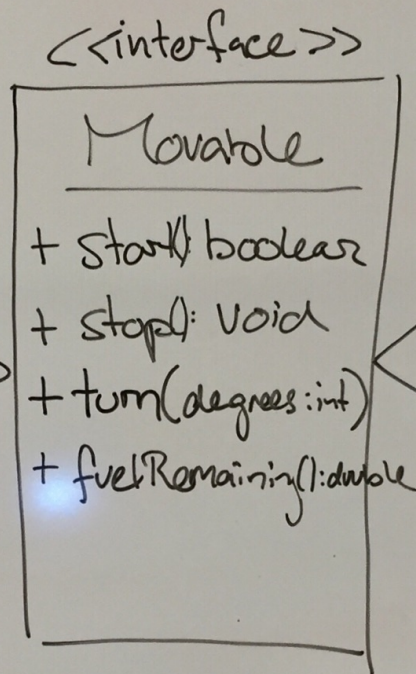 <<interface>>
Movable
+ start(): boolean
+ stop(): void
+ turn(degrees:int)
+ fuelRemaining():double